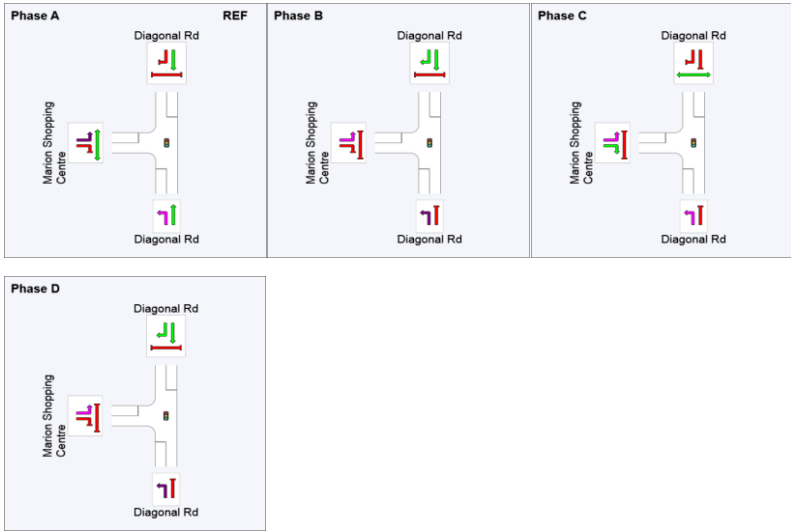 Phase A REF
Diagonal Rd
Marion Shopping
Centre
Diagonal Rd
Phase B
Diagonal Rd
Marion Shopping
Centre
Diagonal Rd
Phase C
Diagonal Rd
Marion Shopping
Centre
Diagonal Rd
Phase D
Diagonal Rd
Marion Shopping
Centre
Diagonal Rd